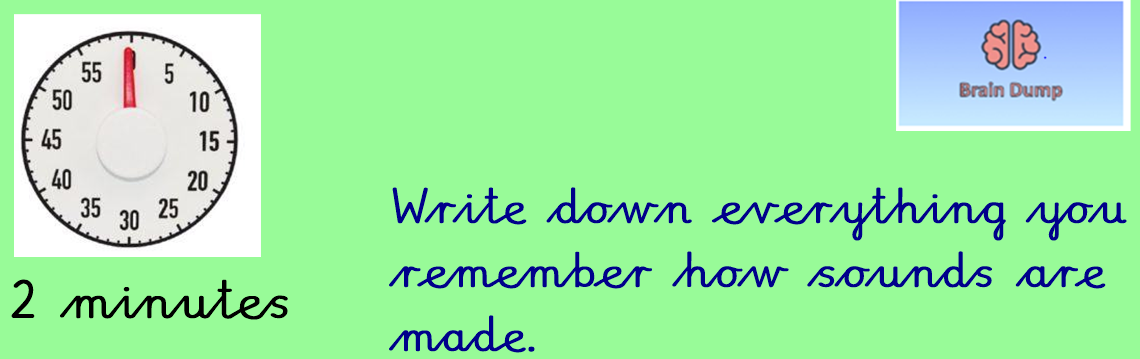 55
5
50
10
45
15
40
20
35
25
30
2 minutes
Brain Dump
Write down everything you
remember how sounds are
made.